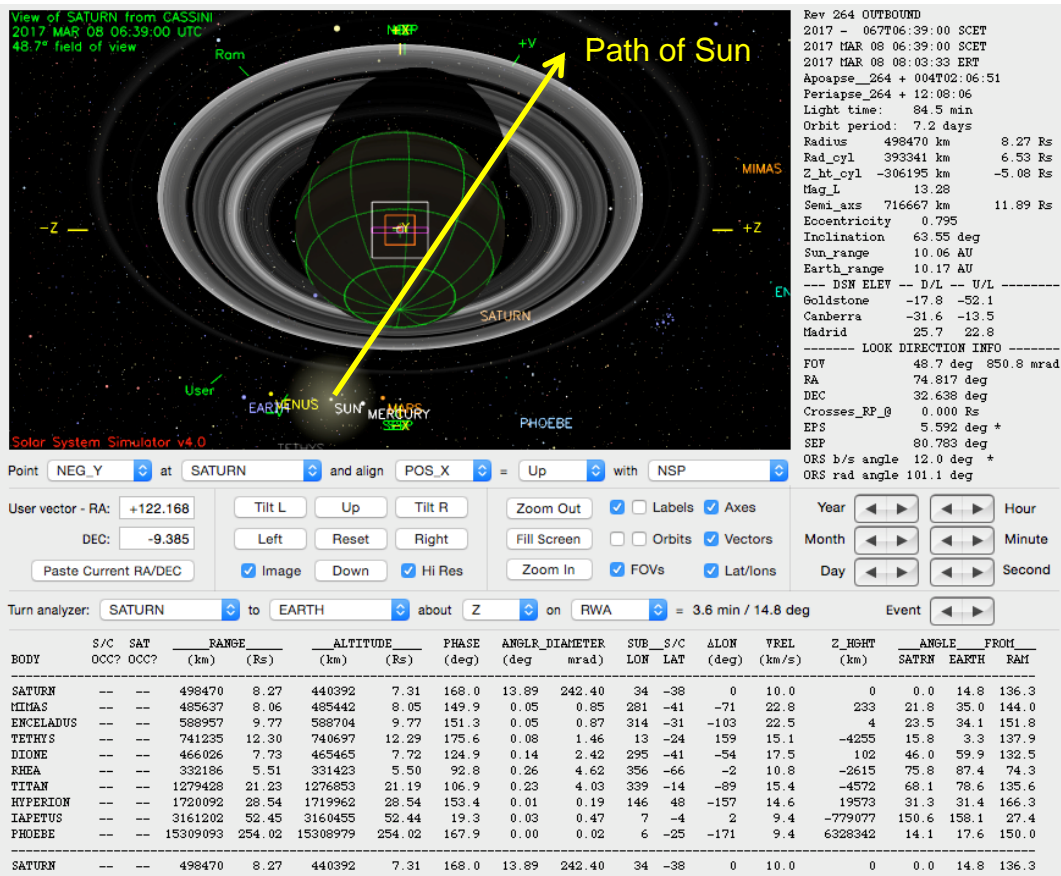 View of SATURN from CASSINI
2017 MAR 08 06:39:00 UTC
48.7° field of view
Ram
+X
+V
Path of Sun
MIMAS
-Z
-Y
+Z
EN
SATURN
User
EARTH
VENUS
SUN
MERCURY
MARS
PHOEBE
TETHYS
Solar System Simulator v4.0
Rev 264 OUTBOUND
2017 - 067T06:39:00 SCET
2017 MAR 08 06:39:00 SCET
2017 MAR 08 08:03:33 ERT
Apoapse__264 + 004T02:06:51
Periapse_264 + 12:08:06
Light time: 84.5 min
Orbit period: 7.2 days
Radius 498470 km 8.27 Rs
Rad_cyl 393341 km 6.53 Rs
Z_ht_cyl -306195 km -5.08 Rs
Mag_L 13.28
Semi_axs 716667 km 11.89 Rs
Eccentricity 0.795
Inclination 63.55 deg
Sun_range 10.06 AU
Earth_range 10.17 AU
--- DSN ELEV -- D/L -- U/L --------
Goldstone -17.8 -52.1
Canberra -31.6 -13.5
Madrid 25.7 22.8
------- LOOK DIRECTION INFO -------
FOV 48.7 deg 850.8 mrad
RA 74.817 deg
DEC 32.638 deg
Crosses_RP_@ 0.000 Rs
EPS 5.592 deg *
SEP 80.783 deg
ORS b/s angle 12.0 deg *
ORS rad angle 101.1 deg
Point NEG_Y at SATURN and align POS_X = Up with NSP
User vector - RA: +122.168 Tilt L Up Tilt R Zoom Out Labels Axes Year Hour
DEC: -9.385 Left Reset Right Fill Screen Orbits Vectors Month Minute
Paste Current RA/DEC Image Down Hi Res Zoom In FOVs Lat/lons Day Second
Turn analyzer: SATURN to EARTH about Z on RWA = 3.6 min / 14.8 deg Event
S/C SAT ____RANGE_____ ____ALTITUDE____ PHASE ANGLR_DIAMETER SUB__S/C ΔLON VREL Z_HGHT ___ANGLE___FROM___
BODY OCC? OCC? (km) (Rs) (km) (Rs) (deg) (deg mrad) LON LAT (deg) (km/s) (km) SATRN EARTH RAM
SATURN -- -- 498470 8.27 440392 7.31 168.0 13.89 242.40 34 -38 0 10.0 0 0.0 14.8 136.3
MIMAS -- -- 485637 8.06 485442 8.05 149.9 0.05 0.85 281 -41 -71 22.8 233 21.8 35.0 144.0
ENCELADUS -- -- 588957 9.77 588704 9.77 151.3 0.05 0.87 314 -31 -103 22.5 4 23.5 34.1 151.8
TETHYS -- -- 741235 12.30 740697 12.29 175.6 0.08 1.46 13 -24 159 15.1 -4255 15.8 3.3 137.9
DIONE -- -- 466026 7.73 465465 7.72 124.9 0.14 2.42 295 -41 -54 17.5 102 46.0 59.9 132.5
RHEA -- -- 332186 5.51 331423 5.50 92.8 0.26 4.62 356 -66 -2 10.8 -2615 75.8 87.4 74.3
TITAN -- -- 1279428 21.23 1276853 21.19 106.9 0.23 4.03 339 -14 -89 15.4 -4572 68.1 78.6 135.6
HYPERION -- -- 1720092 28.54 1719962 28.54 153.4 0.01 0.19 146 48 -157 14.6 19573 31.3 31.4 166.3
IAPETUS -- -- 3161202 52.45 3160455 52.44 19.3 0.03 0.47 7 -4 2 9.4 -779077 150.6 158.1 27.4
PHOEBE -- -- 15309093 254.02 15308979 254.02 167.9 0.00 0.02 6 -25 -171 9.4 6328342 14.1 17.6 150.0
SATURN -- -- 498470 8.27 440392 7.31 168.0 13.89 242.40 34 -38 0 10.0 0 0.0 14.8 136.3